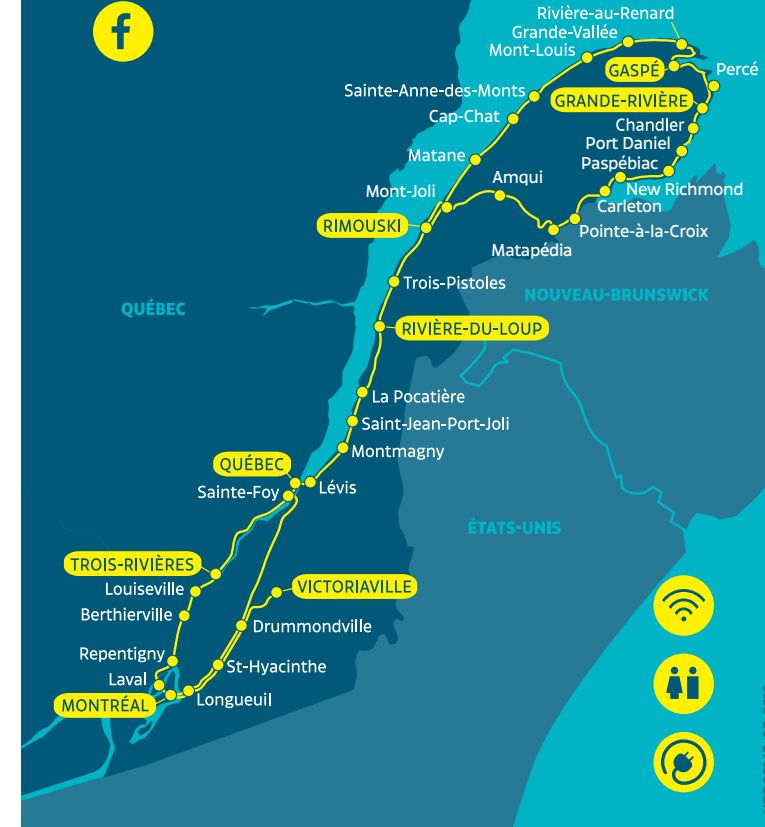 f
Rivière-au-Renard
Grande-Vallée
Mont-Louis
GASPÉ
Percé
Sainte-Anne-des-Monts
GRANDE-RIVIÈRE
Cap-Chat
Chandler
Port Daniel
Matane
Paspébiac
Amqui
Mont-Joli
New Richmond
Carleton
RIMOUSKI
Pointe-à-la-Croix
Matapédia
Trois-Pistoles
NOUVEAU-BRUNSWICK
QUÉBEC
RIVIÈRE-DU-LOUP
La Pocatière
Saint-Jean-Port-Joli
Montmagny
QUÉBEC
Sainte-Foy
Lévis
ÉTATS-UNIS
TROIS-RIVIÈRES
Louiseville
VICTORIAVILLE
Berthierville
Drummondville
Repentigny
St-Hyacinthe
Laval
Longueuil
MONTRÉAL